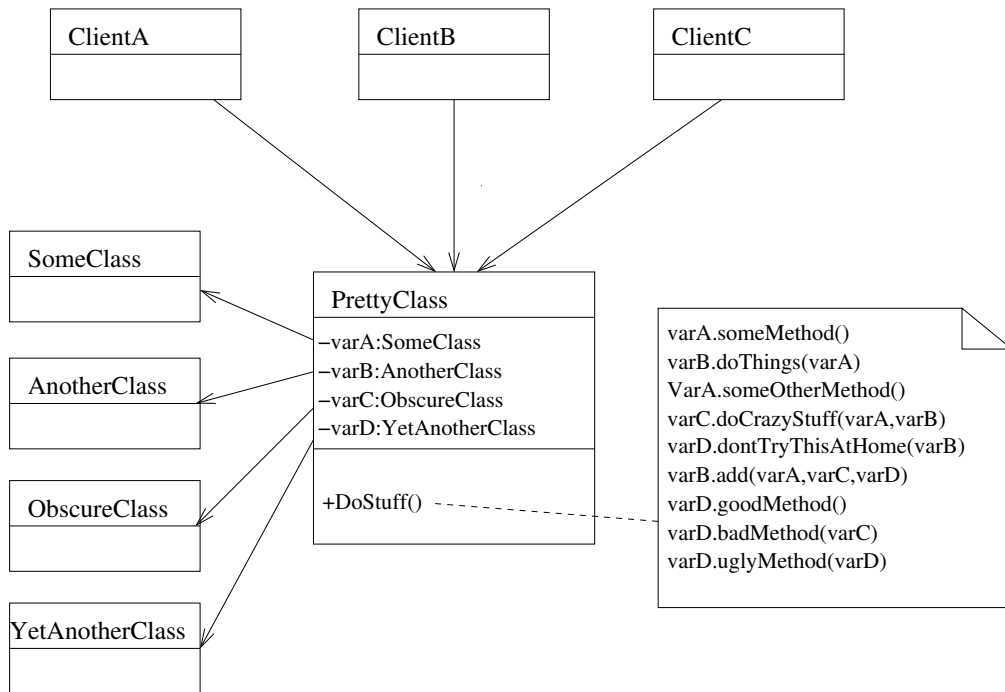 ClientA
ClientB
ClientC
SomeClass
AnotherClass
ObscureClass
YetAnotherClass
PrettyClass
–varA:SomeClass
–varB:AnotherClass
–varC:ObscureClass
–varD:YetAnotherClass
+DoStuff()
varA.someMethod()
varB.doThings(varA)
VarA.someOtherMethod()
varC.doCrazyStuff(varA,varB)
varD.dontTryThisAtHome(varB)
varB.add(varA,varC,varD)
varD.goodMethod()
varD.badMethod(varC)
varD.uglyMethod(varD)